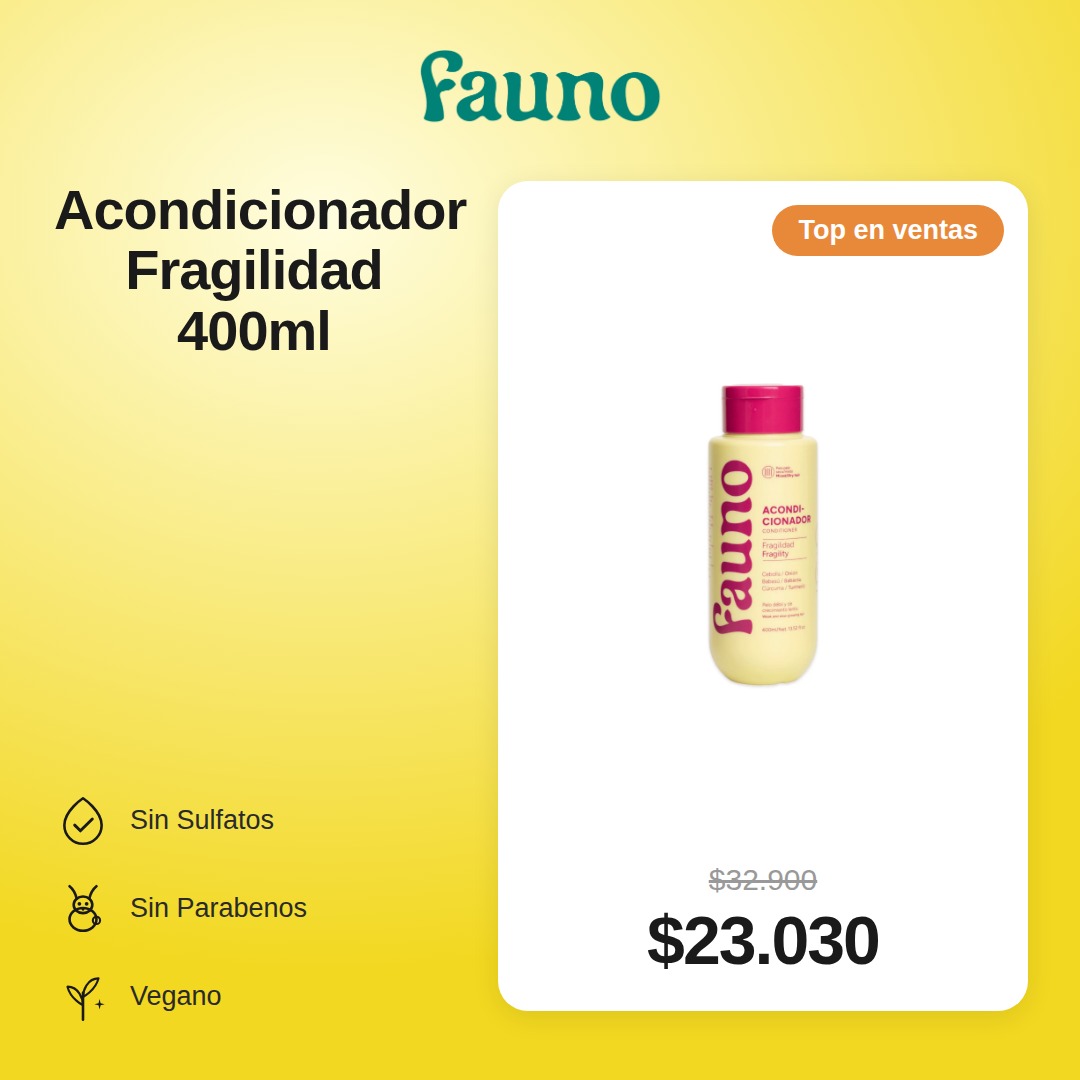 fauno
Acondicionador
Fragilidad
400ml
Top en ventas
fauno
ACONDI-
CIONADOR
CONDITIONER
Fragilidad
Fragility
Sin Sulfatos
Sin Parabenos
Vegano
$32.900
$23.030